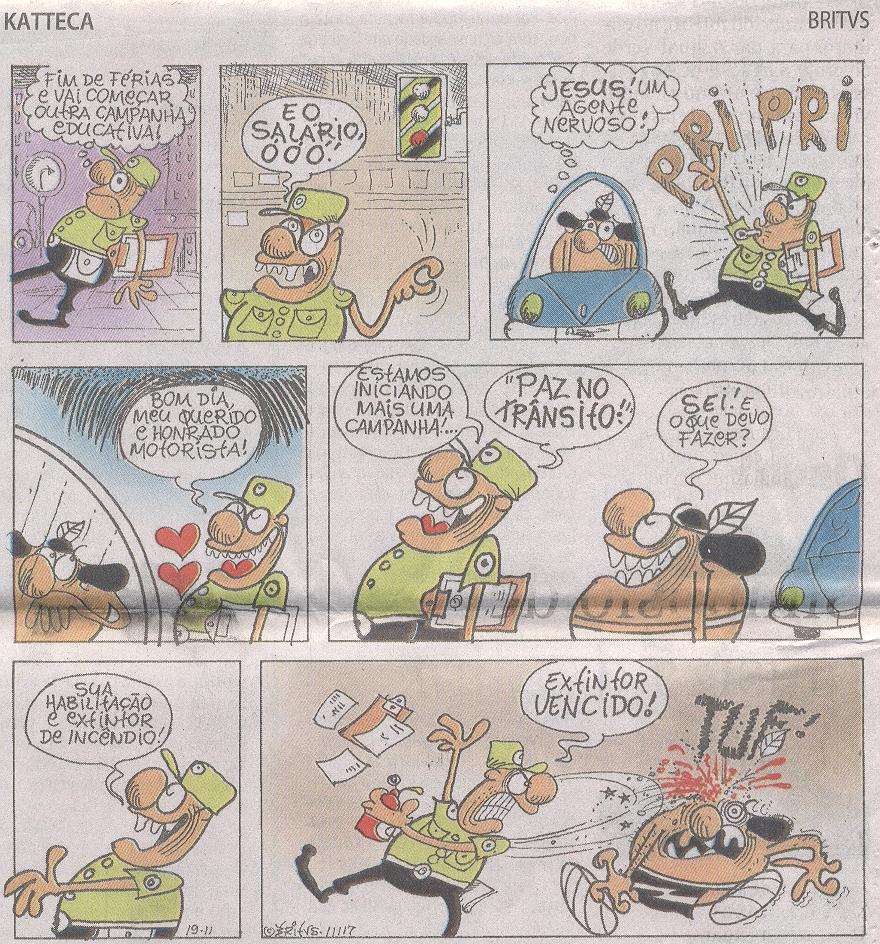 KATTECA
BRITVS
FIM DE FÉRIAS
E VAI COMEÇAR
OUTRA CAMPANHA
EDUCATIVA!
E O
SALÁRIO,
ÓÓÓ!!
JESUS! UM
AGENTE
NERVOSO!
PRI PRI
BOM DIA,
MEU QUERIDO
E HONRADO
MOTORISTA!
ESTAMOS
INICIANDO
MAIS UMA
CAMPANHA!...
"PAZ NO
TRÂNSITO!"
SEI! E
O QUE DEVO
FAZER?
SUA
HABILITAÇÃO
E EXTINTOR
DE INCÊNDIO!
19-11
EXTINTOR
VENCIDO!
TUF!
©BRITVS-11117